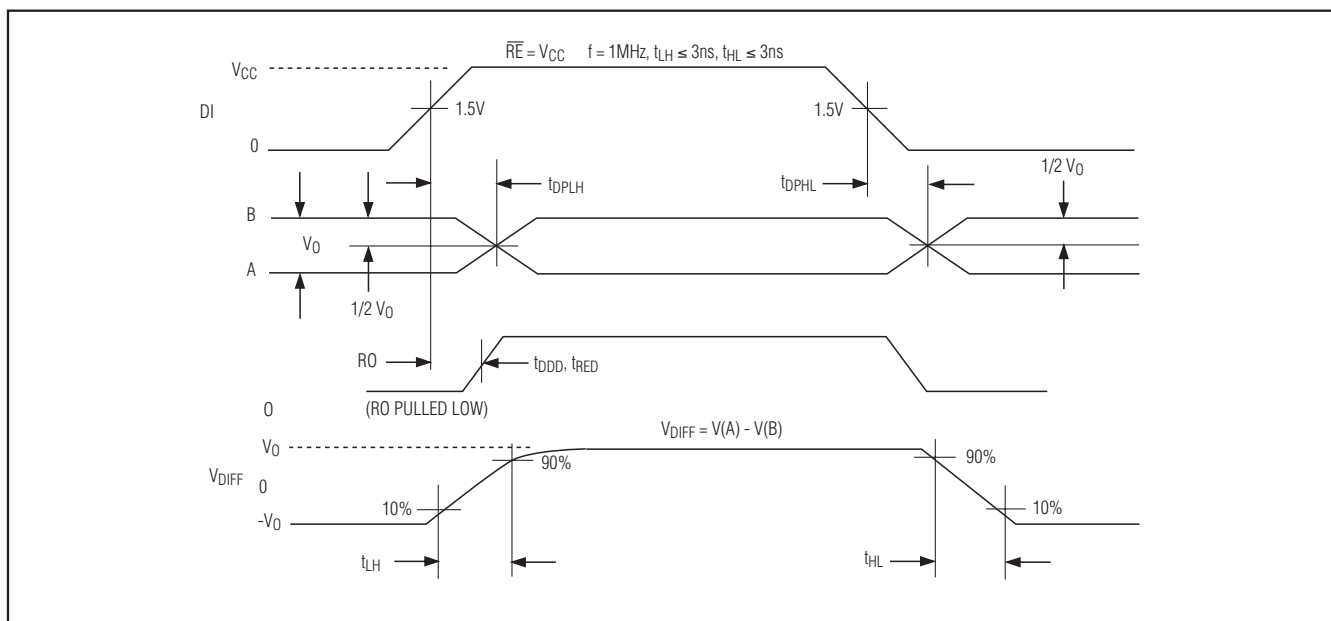 R̅E̅ = VCC f = 1MHz, tLH ≤ 3ns, tHL ≤ 3ns
VCC
DI
1.5V
1.5V
0
1/2 VO
tDPLH
tDPHL
B
VO
A
1/2 VO
RO
tDDD, tRED
0
(RO PULLED LOW)
VO
VDIFF = V(A) - V(B)
90%
90%
VDIFF
0
10%
10%
-VO
tLH
tHL